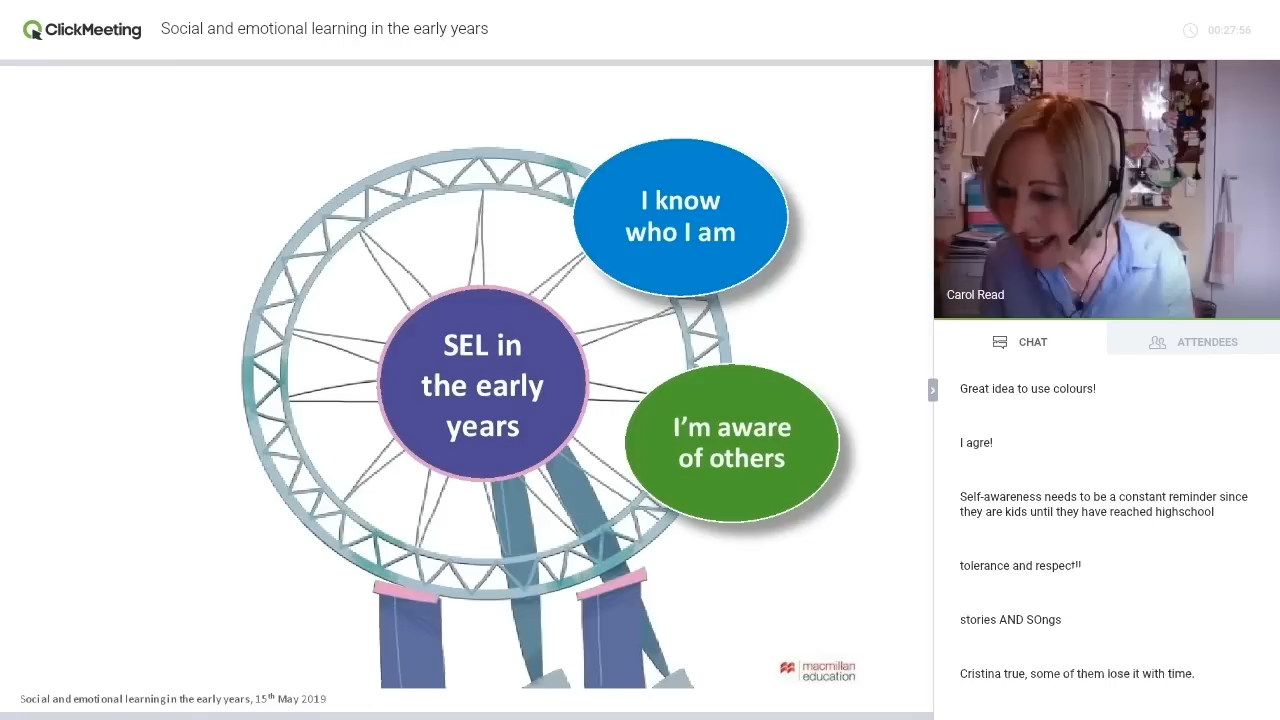 ClickMeeting
Social and emotional learning in the early years
00:27:56
I know
who I am
SEL in
the early
years
I'm aware
of others
macmillan
education
Social and emotional learning in the early years, 15th May 2019
Carol Read
CHAT
ATTENDEES
Great idea to use colours!
I agre!
Self-awareness needs to be a constant reminder since
they are kids until they have reached highschool
tolerance and respect!!
stories AND SOngs
Cristina true, some of them lose it with time.